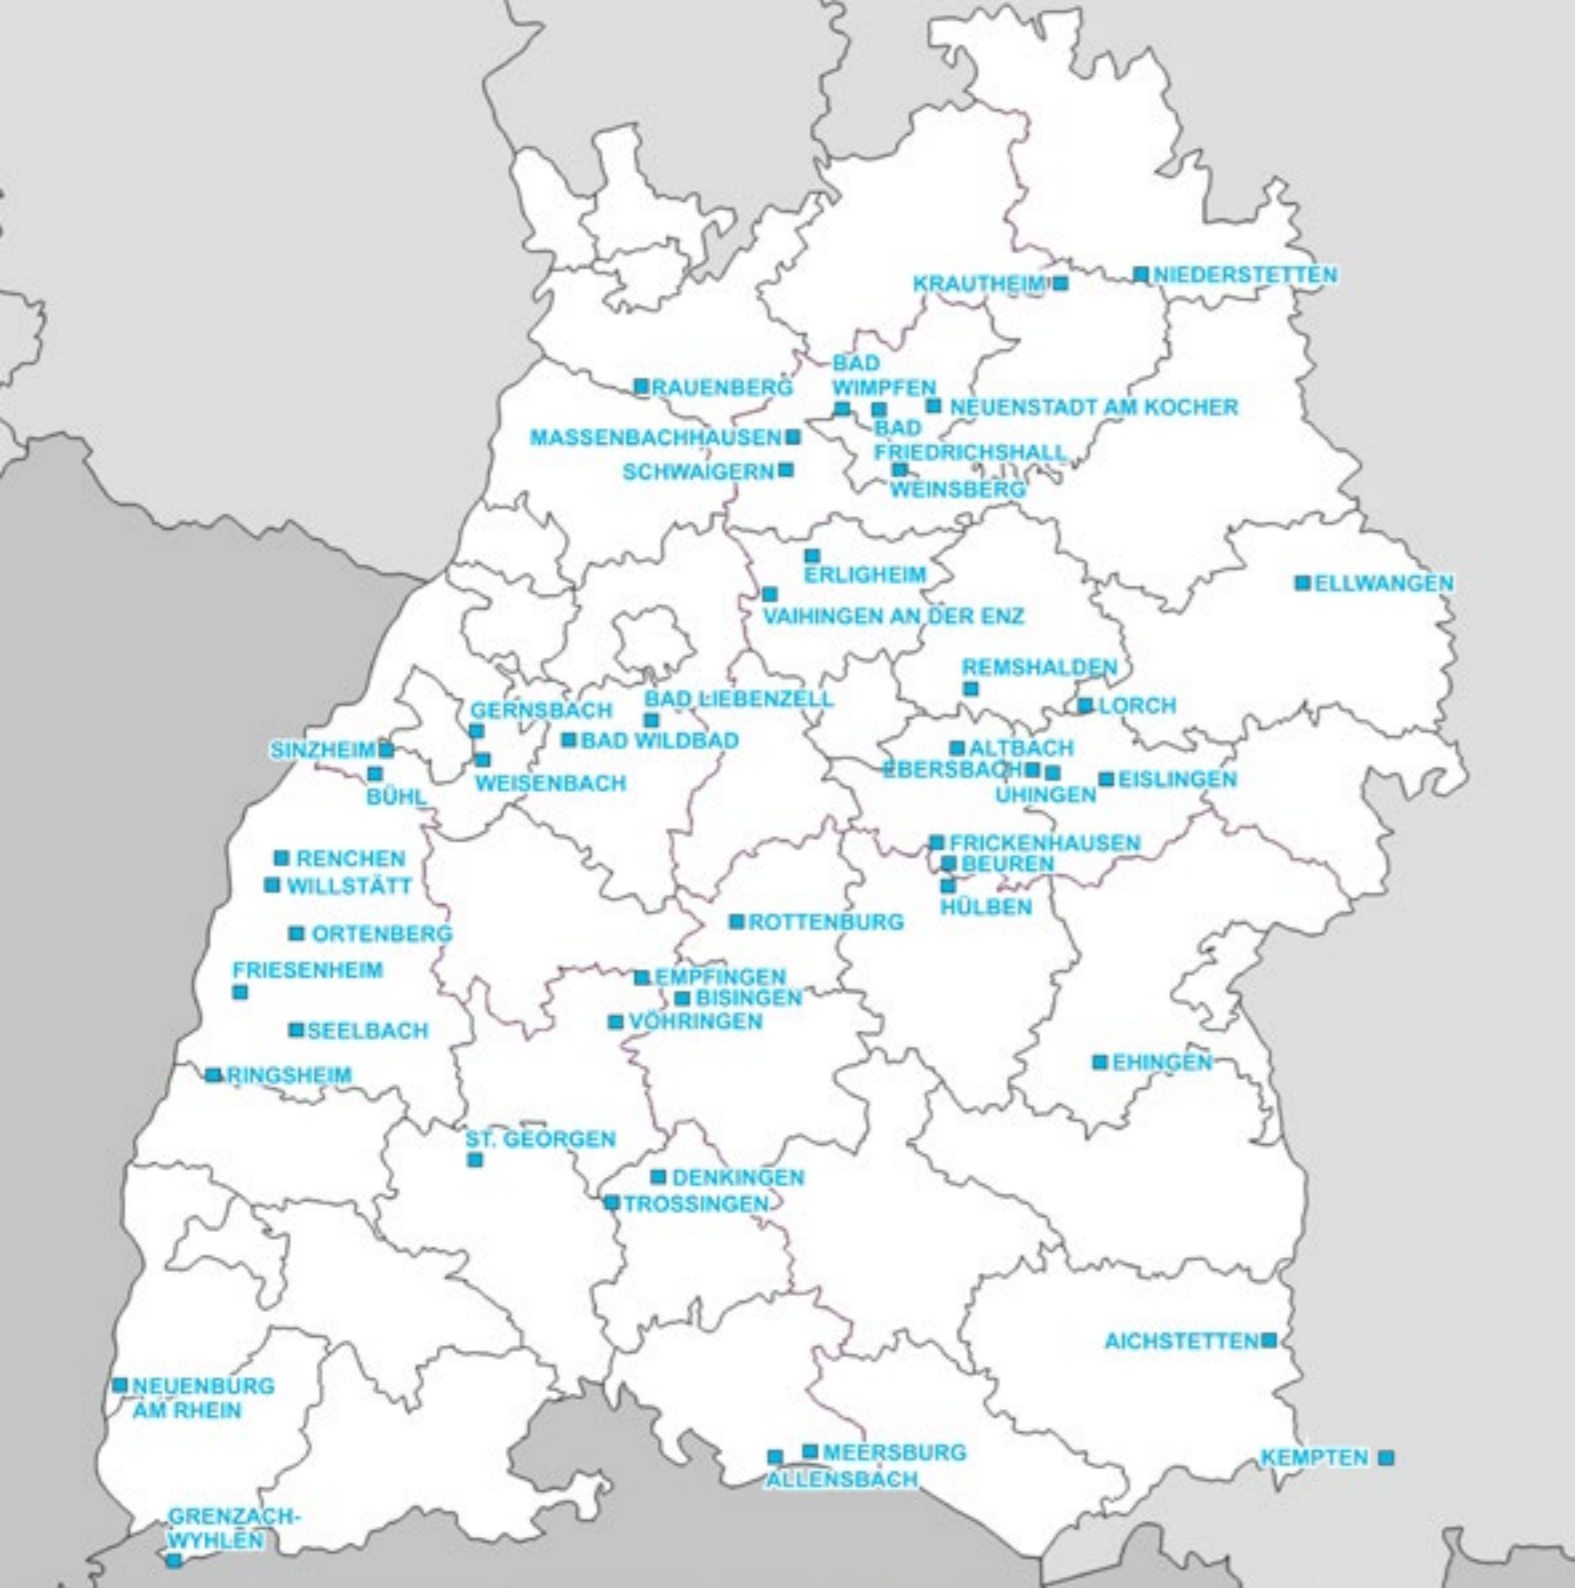 KRAUTHEIM
NIEDERSTETTEN
BAD
WIMPFEN
RAUENBERG
NEUENSTADT AM KOCHER
BAD
FRIEDRICHSHALL
MASSENBACHHAUSEN
SCHWAIGERN
WEINSBERG
ERLIGHEIM
ELLWANGEN
VAIHINGEN AN DER ENZ
REMSHALDEN
BAD LIEBENZELL
LORCH
GERNSBACH
BAD WILDBAD
SINZHEIM
ALTBACH
EBERSBACH
EISLINGEN
WEISENBACH
UHINGEN
BÜHL
FRICKENHAUSEN
RENCHEN
BEUREN
WILLSTÄTT
HÜLBEN
ROTTENBURG
ORTENBERG
FRIESENHEIM
EMPFINGEN
BISINGEN
VÖHRINGEN
SEELBACH
EHINGEN
RINGSHEIM
ST. GEORGEN
DENKINGEN
TROSSINGEN
AICHSTETTEN
NEUENBURG
AM RHEIN
MEERSBURG
KEMPTEN
ALLENSBACH
GRENZACH-
WYHLEN